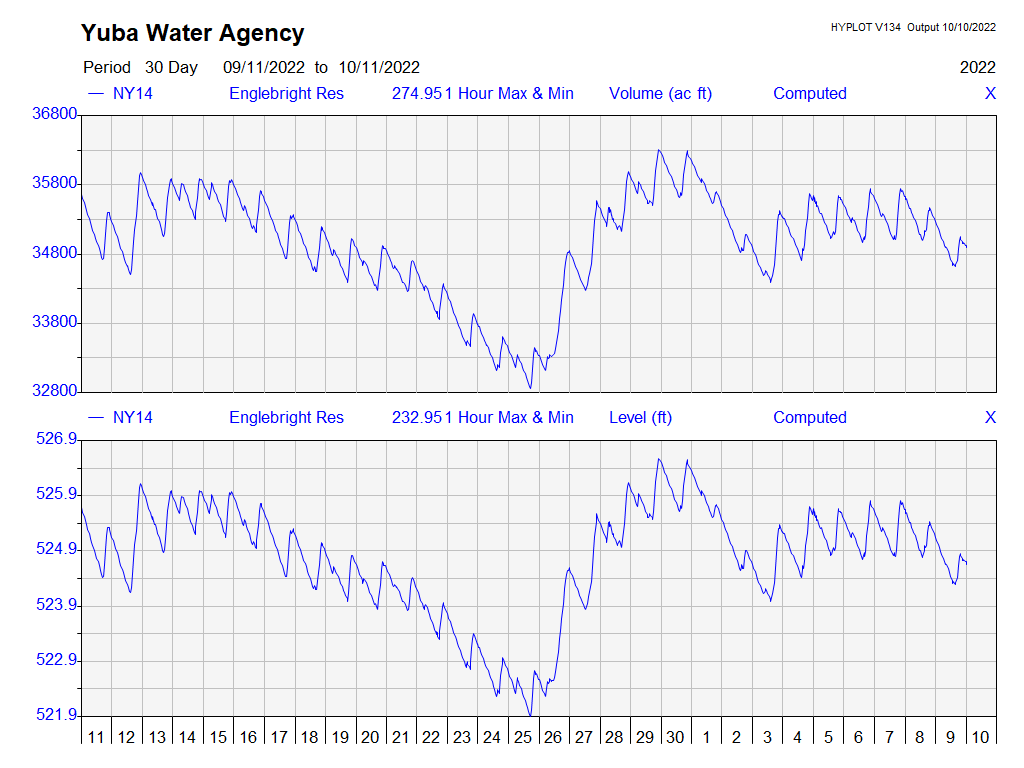 Yuba Water Agency
HYPLOT V134 Output 10/10/2022
Period 30 Day 09/11/2022 to 10/11/2022
2022
NY14 Englebright Res 274.951 Hour Max & Min Volume (ac ft) Computed X
36800
35800
34800
33800
32800
NY14 Englebright Res 232.951 Hour Max & Min Level (ft) Computed X
526.9
525.9
524.9
523.9
522.9
521.9
11 12 13 14 15 16 17 18 19 20 21 22 23 24 25 26 27 28 29 30 1 2 3 4 5 6 7 8 9 10